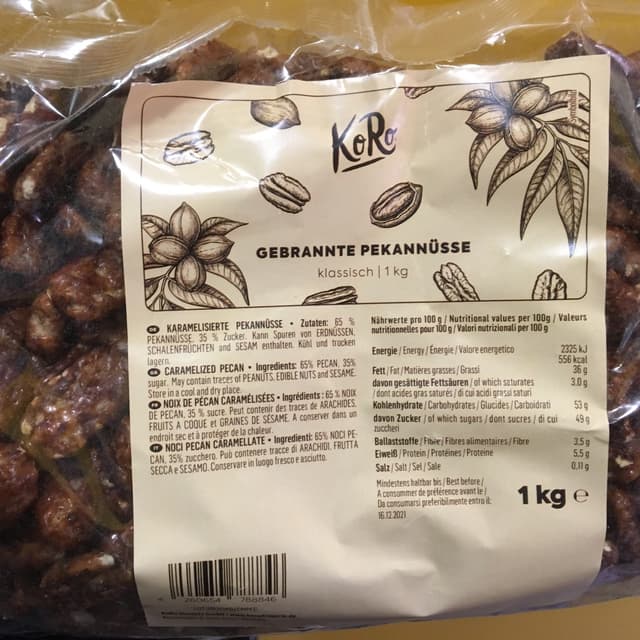 KoRo
GEBRANNTE PEKANNÜSSE
klassisch | 1 kg
DE KARAMELISIERTE PEKANNÜSSE • Zutaten: 65 %
PEKANNÜSSE, 35 % Zucker. Kann Spuren von ERDNÜSSEN,
SCHALENFRÜCHTEN und SESAM enthalten. Kühl und trocken
lagern.
CARAMELIZED PECAN • Ingredients: 65% PECAN, 35%
sugar. May contain traces of PEANUTS, EDIBLE NUTS and SESAME.
Store in a cool and dry place.
NOIX DE PECAN CARAMÉLISÉES • Ingrédients : 65 % NOIX
DE PECAN, 35 % sucre. Peut contenir des traces de ARACHIDES,
FRUITS A COQUE et GRAINES DE SÉSAME. A conserver dans un
endroit sec et à protéger de la chaleur.
NOCI PECAN CARAMELLATE • Ingredienti: 65% NOCI PE-
CAN, 35% zucchero. Può contenere tracce di ARACHIDI, FRUTTA
SECCA e SESAMO. Conservare in luogo fresco e asciutto.
Nährwerte pro 100 g / Nutritional values per 100g / Valeurs
nutritionnelles pour 100 g / Valori nutrizionali per 100 g
Energie / Energy / Énergie / Valore energetico 2325 kJ
556 kcal
Fett / Fat / Matières grasses / Grassi 36 g
davon gesättigte Fettsäuren / of which saturates 3,0 g
/ dont acides gras saturés / di cui acidi grassi saturi
Kohlenhydrate / Carbohydrates / Glucides / Carboidrati 53 g
davon Zucker / of which sugars / dont sucres / di cui 49 g
zuccheri
Ballaststoffe / Fibre / Fibres alimentaires / Fibre 3,5 g
Eiweiß / Protein / Protéines / Proteine 5,5 g
Salz / Salt / Sel / Sale 0,11 g
Mindestens haltbar bis / Best before /
A consommer de préférence avant le /
Da consumarsi preferibilmente entro il:
16.12.2021
1 kg e
4 260654 788846